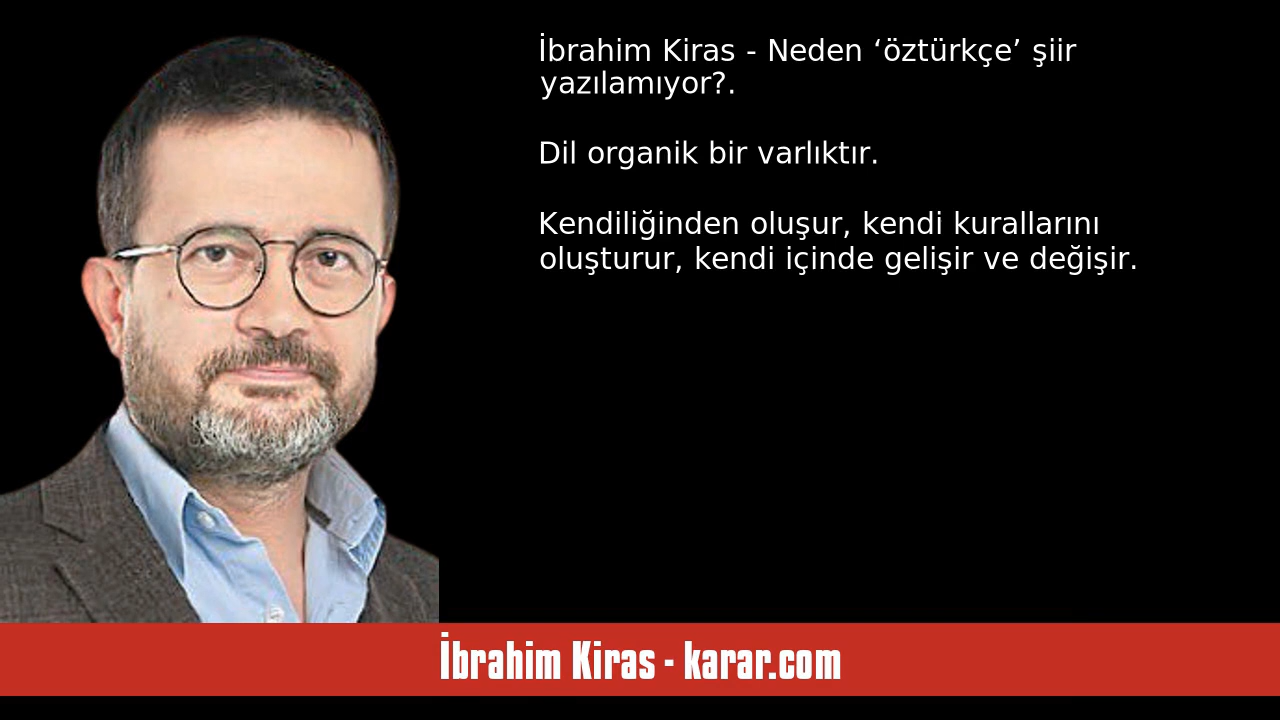 İbrahim Kiras - Neden ‘öztürkçe’ şiir
yazılamıyor?.
Dil organik bir varlıktır.
Kendiliğinden oluşur, kendi kurallarını
oluşturur, kendi içinde gelişir ve değişir.
İbrahim Kiras - karar.com